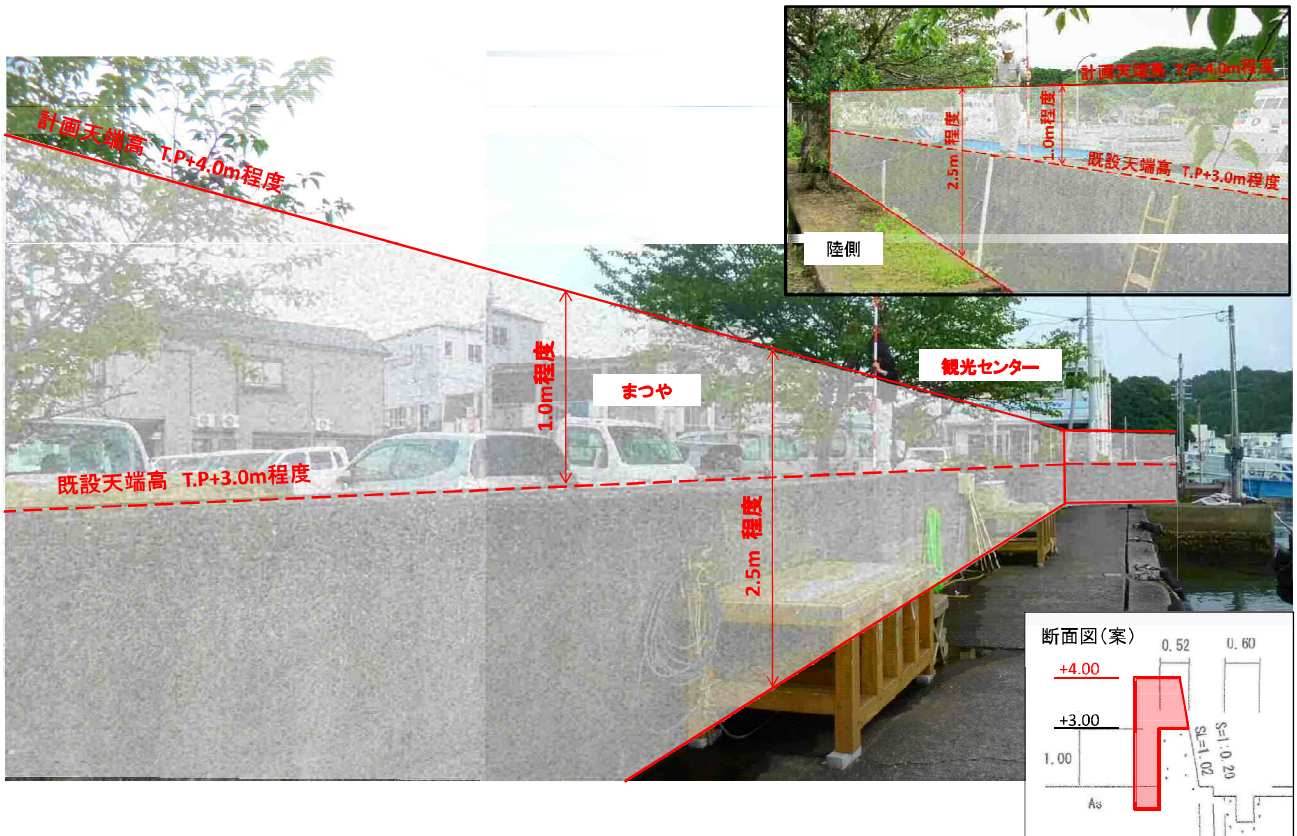 計画天端高 T.P+4.0m程度
2.5m 程度
1.0m程度
既設天端高 T.P+3.0m程度
陸側
計画天端高 T.P+4.0m程度
1.0m程度
まつや
観光センター
既設天端高 T.P+3.0m程度
2.5m 程度
断面図(案)
0.52
0.60
+4.00
+3.00
1.00
SL=1.02
S=1:0.20
As